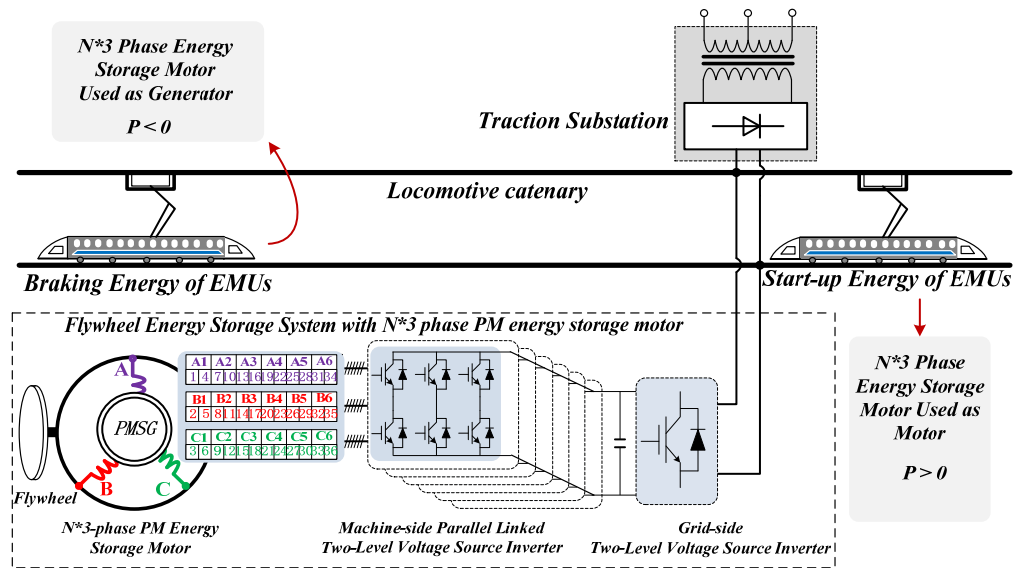 N*3 Phase Energy
Storage Motor
Used as Generator
P < 0
Traction Substation
Locomotive catenary
Braking Energy of EMUs
Start-up Energy of EMUs
Flywheel Energy Storage System with N*3 phase PM energy storage motor
N*3 Phase
Energy Storage
Motor Used as
Motor
P > 0
A
B
C
PMSG
Flywheel
A1 A2 A3 A4 A5 A6
1 4 7 10 13 16 19 22 25 28 31 34
B1 B2 B3 B4 B5 B6
2 5 8 11 14 17 20 23 26 29 32 35
C1 C2 C3 C4 C5 C6
3 6 9 12 15 18 21 24 27 30 33 36
N*3-phase PM Energy
Storage Motor
Machine-side Parallel Linked
Two-Level Voltage Source Inverter
Grid-side
Two-Level Voltage Source Inverter